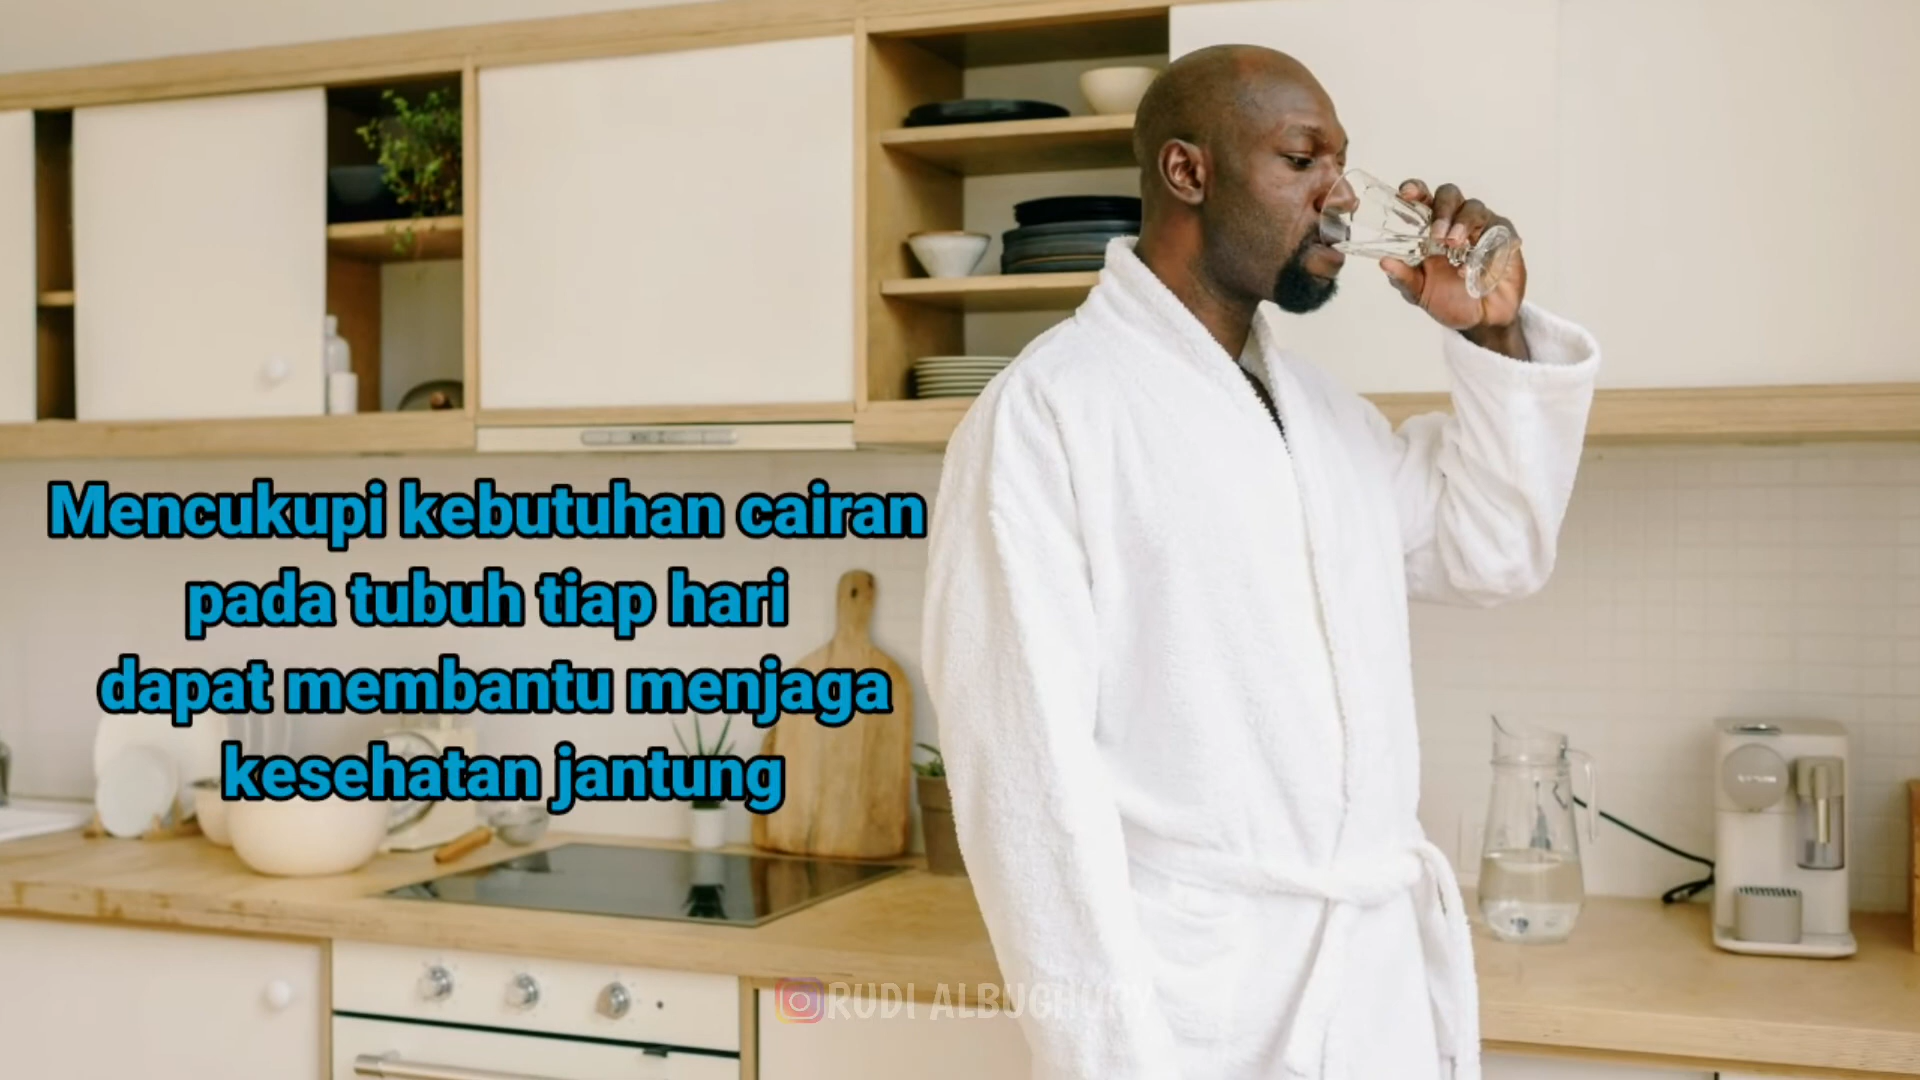 Mencukupi kebutuhan cairan
pada tubuh tiap hari
dapat membantu menjaga
kesehatan jantung
RUDI ALBUGHURY